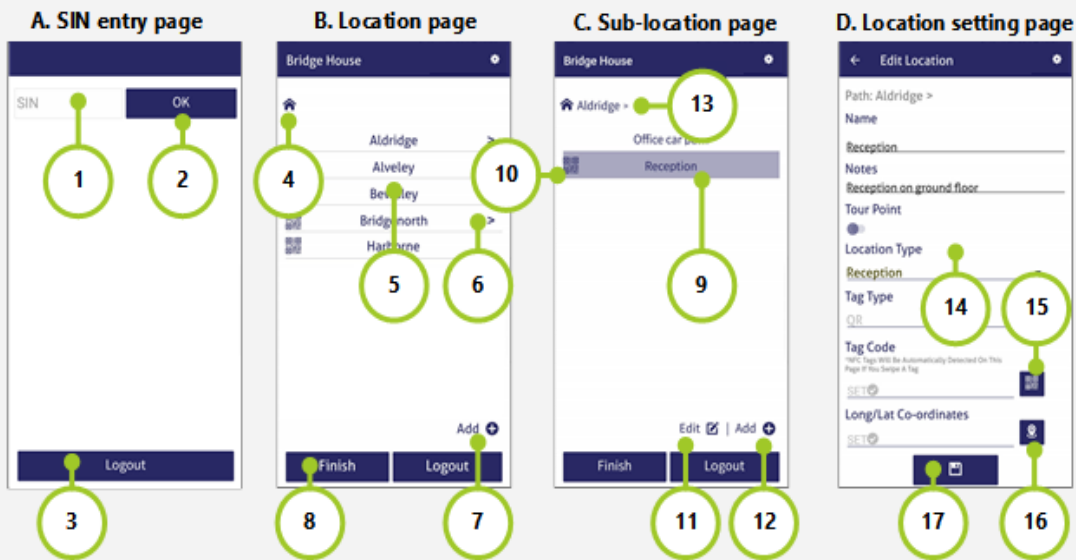 A. SIN entry page
SIN
OK
1
2
Logout
3
B. Location page
Bridge House
4
Aldridge >
Alveley
5
Bridgenorth >
6
Harborne
Add
Finish
Logout
8
7
C. Sub-location page
Bridge House
Aldridge >
13
Office car
10
Reception
9
Edit | Add
Finish
Logout
11
12
D. Location setting page
← Edit Location
Path: Aldridge >
Name
Reception
Notes
Reception on ground floor
Tour Point
Location Type
Reception
14
Tag Type
15
QR
Tag Code
*NFC Tags Will Be Automatically Detected On This
Page If You Swipe A Tag
SET
Long/Lat Co-ordinates
SET
17
16